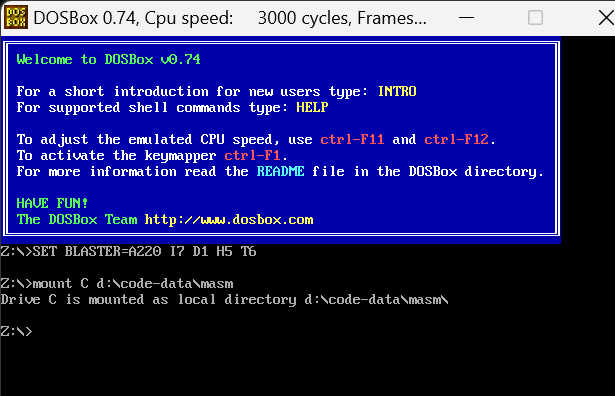 DOS
BOX
DOSBox 0.74, Cpu speed:    3000 cycles, Frames...
Welcome to DOSBox v0.74
For a short introduction for new users type: INTRO
For supported shell commands type: HELP
To adjust the emulated CPU speed, use ctrl-F11 and ctrl-F12.
To activate the keymapper ctrl-F1.
For more information read the README file in the DOSBox directory.
HAVE FUN!
The DOSBox Team http://www.dosbox.com
Z:\>SET BLASTER=A220 I7 D1 H5 T6
Z:\>mount C d:\code-data\masm
Drive C is mounted as local directory d:\code-data\masm\
Z:\>